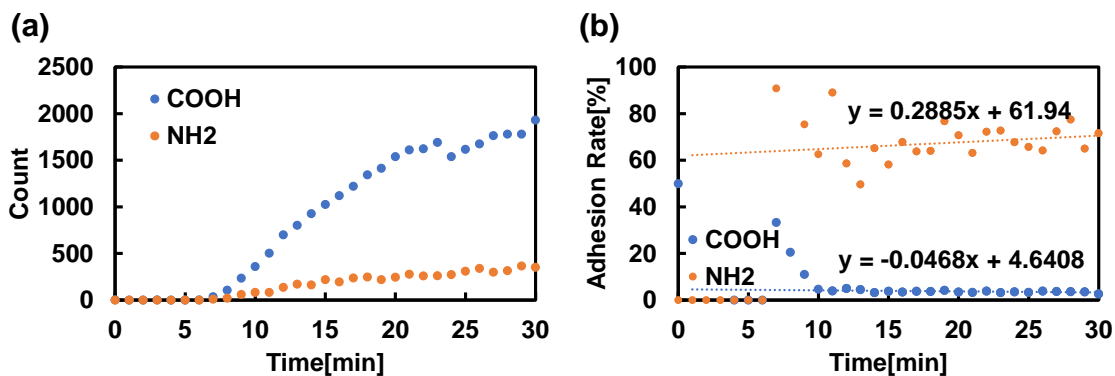 (a)
2500
2000
1500
1000
500
0
Count
COOH
NH2
0 5 10 15 20 25 30
Time[min]
(b)
100
80
60
40
20
0
Adhesion Rate[%]
y = 0.2885x + 61.94
COOH
NH2
y = -0.0468x + 4.6408
0 5 10 15 20 25 30
Time[min]